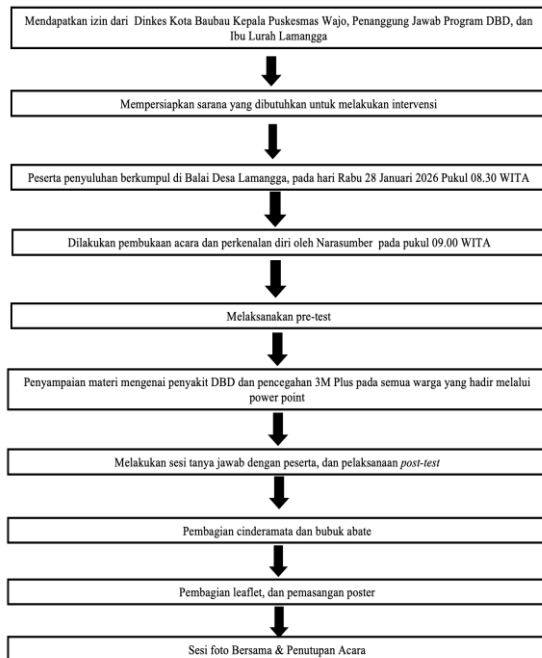 Mendapatkan izin dari Dinkes Kota Baubau Kepala Puskesmas Wajo, Penanggung Jawab Program DBD, dan
Ibu Lurah Lamangga
Mempersiapkan sarana yang dibutuhkan untuk melakukan intervensi
Peserta penyuluhan berkumpul di Balai Desa Lamangga, pada hari Rabu 28 Januari 2026 Pukul 08.30 WITA
Dilakukan pembukaan acara dan perkenalan diri oleh Narasumber pada pukul 09.00 WITA
Melaksanakan pre-test
Penyampaian materi mengenai penyakit DBD dan pencegahan 3M Plus pada semua warga yang hadir melalui
power point
Melakukan sesi tanya jawab dengan peserta, dan pelaksanaan post-test
Pembagian cinderamata dan bubuk abate
Pembagian leaflet, dan pemasangan poster
Sesi foto Bersama & Penutupan Acara